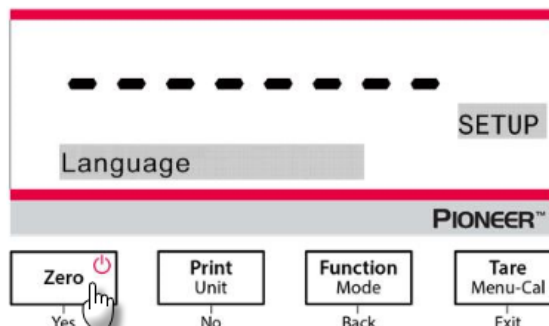 - - - - - - - -
SETUP
Language
PIONEER™
Zero
Print
Unit
Function
Mode
Tare
Menu-Cal
Yes
No
Back
Exit